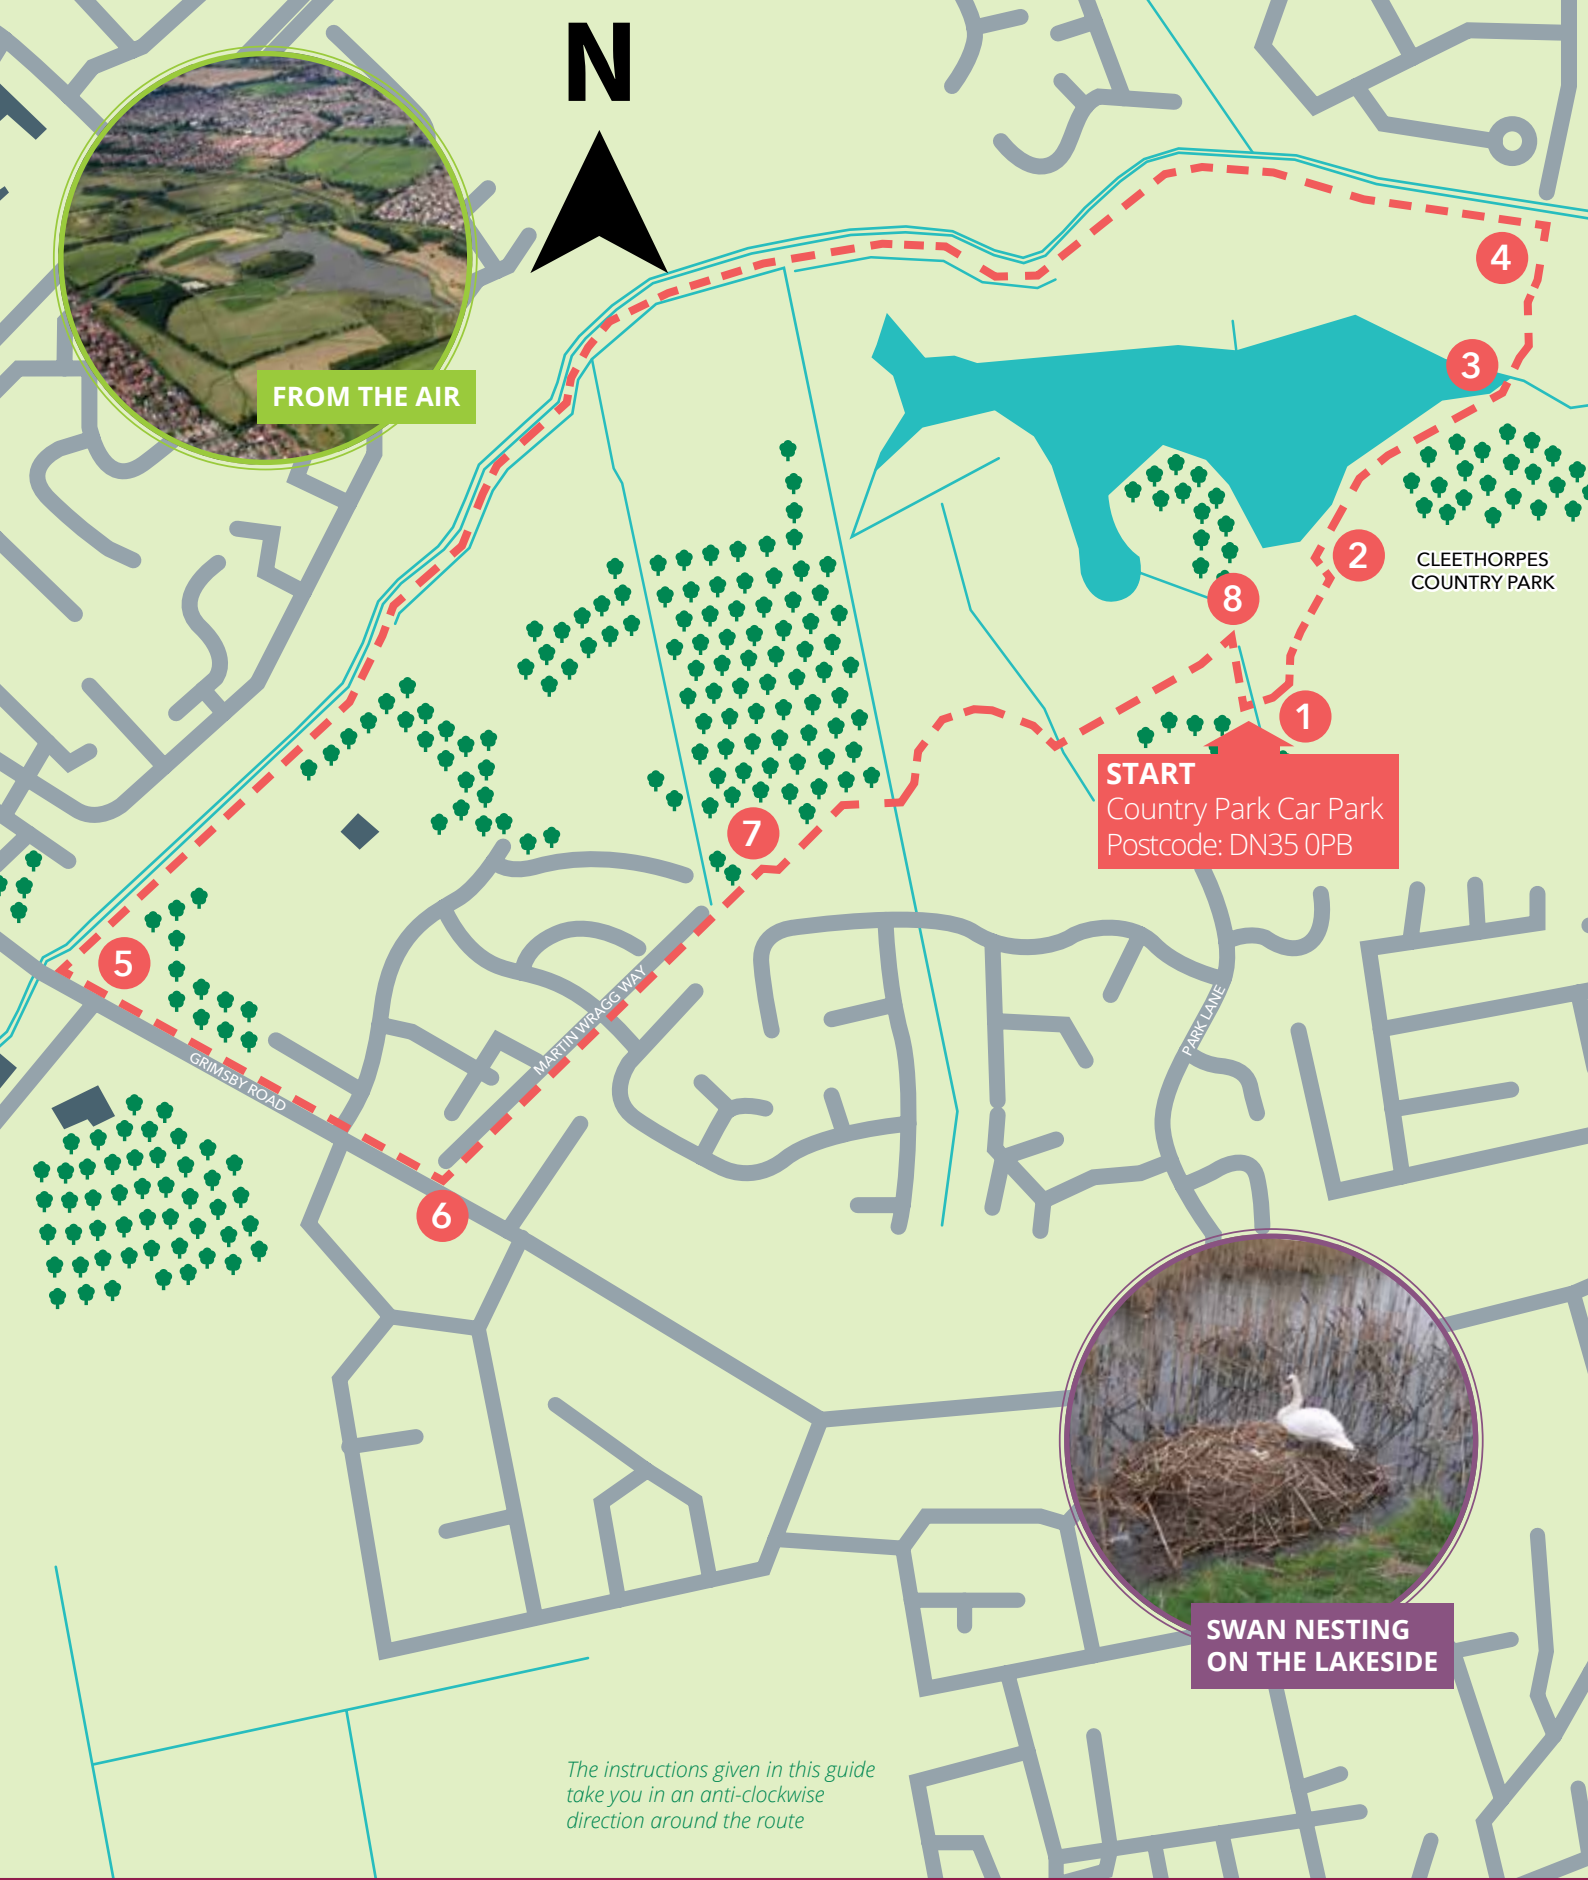 N
FROM THE AIR
4
3
2
CLEETHORPES
COUNTRY PARK
8
1
START
Country Park Car Park
Postcode: DN35 0PB
7
5
MARTIN WRAGG WAY
PARK LANE
GRIMSBY ROAD
6
SWAN NESTING
ON THE LAKESIDE
The instructions given in this guide
take you in an anti-clockwise
direction around the route